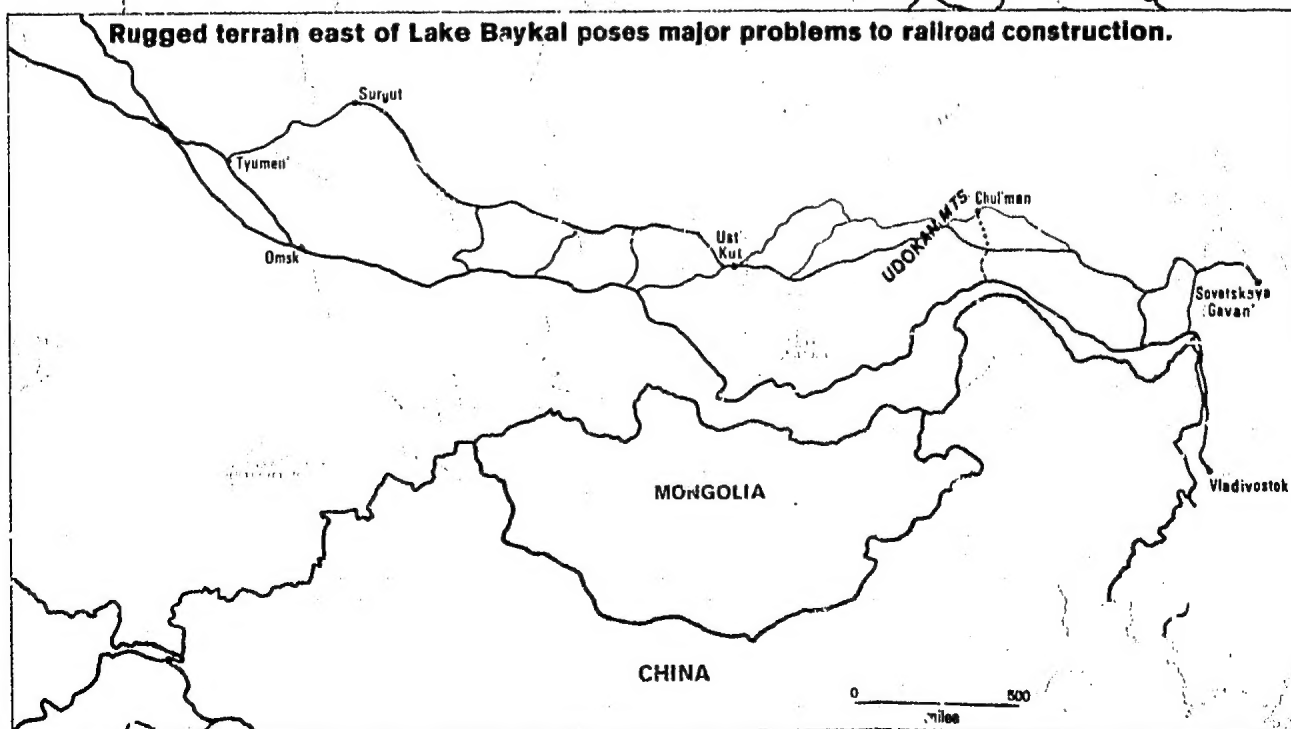 Rugged terrain east of Lake Baykal poses major problems to railroad construction.
Surgut
Tyumen'
Omsk
Ust'
Kut
UDOKAN MTS
Chul'man
Sovetskaya
Gavan'
MONGOLIA
Vladivostok
CHINA
0 500
miles